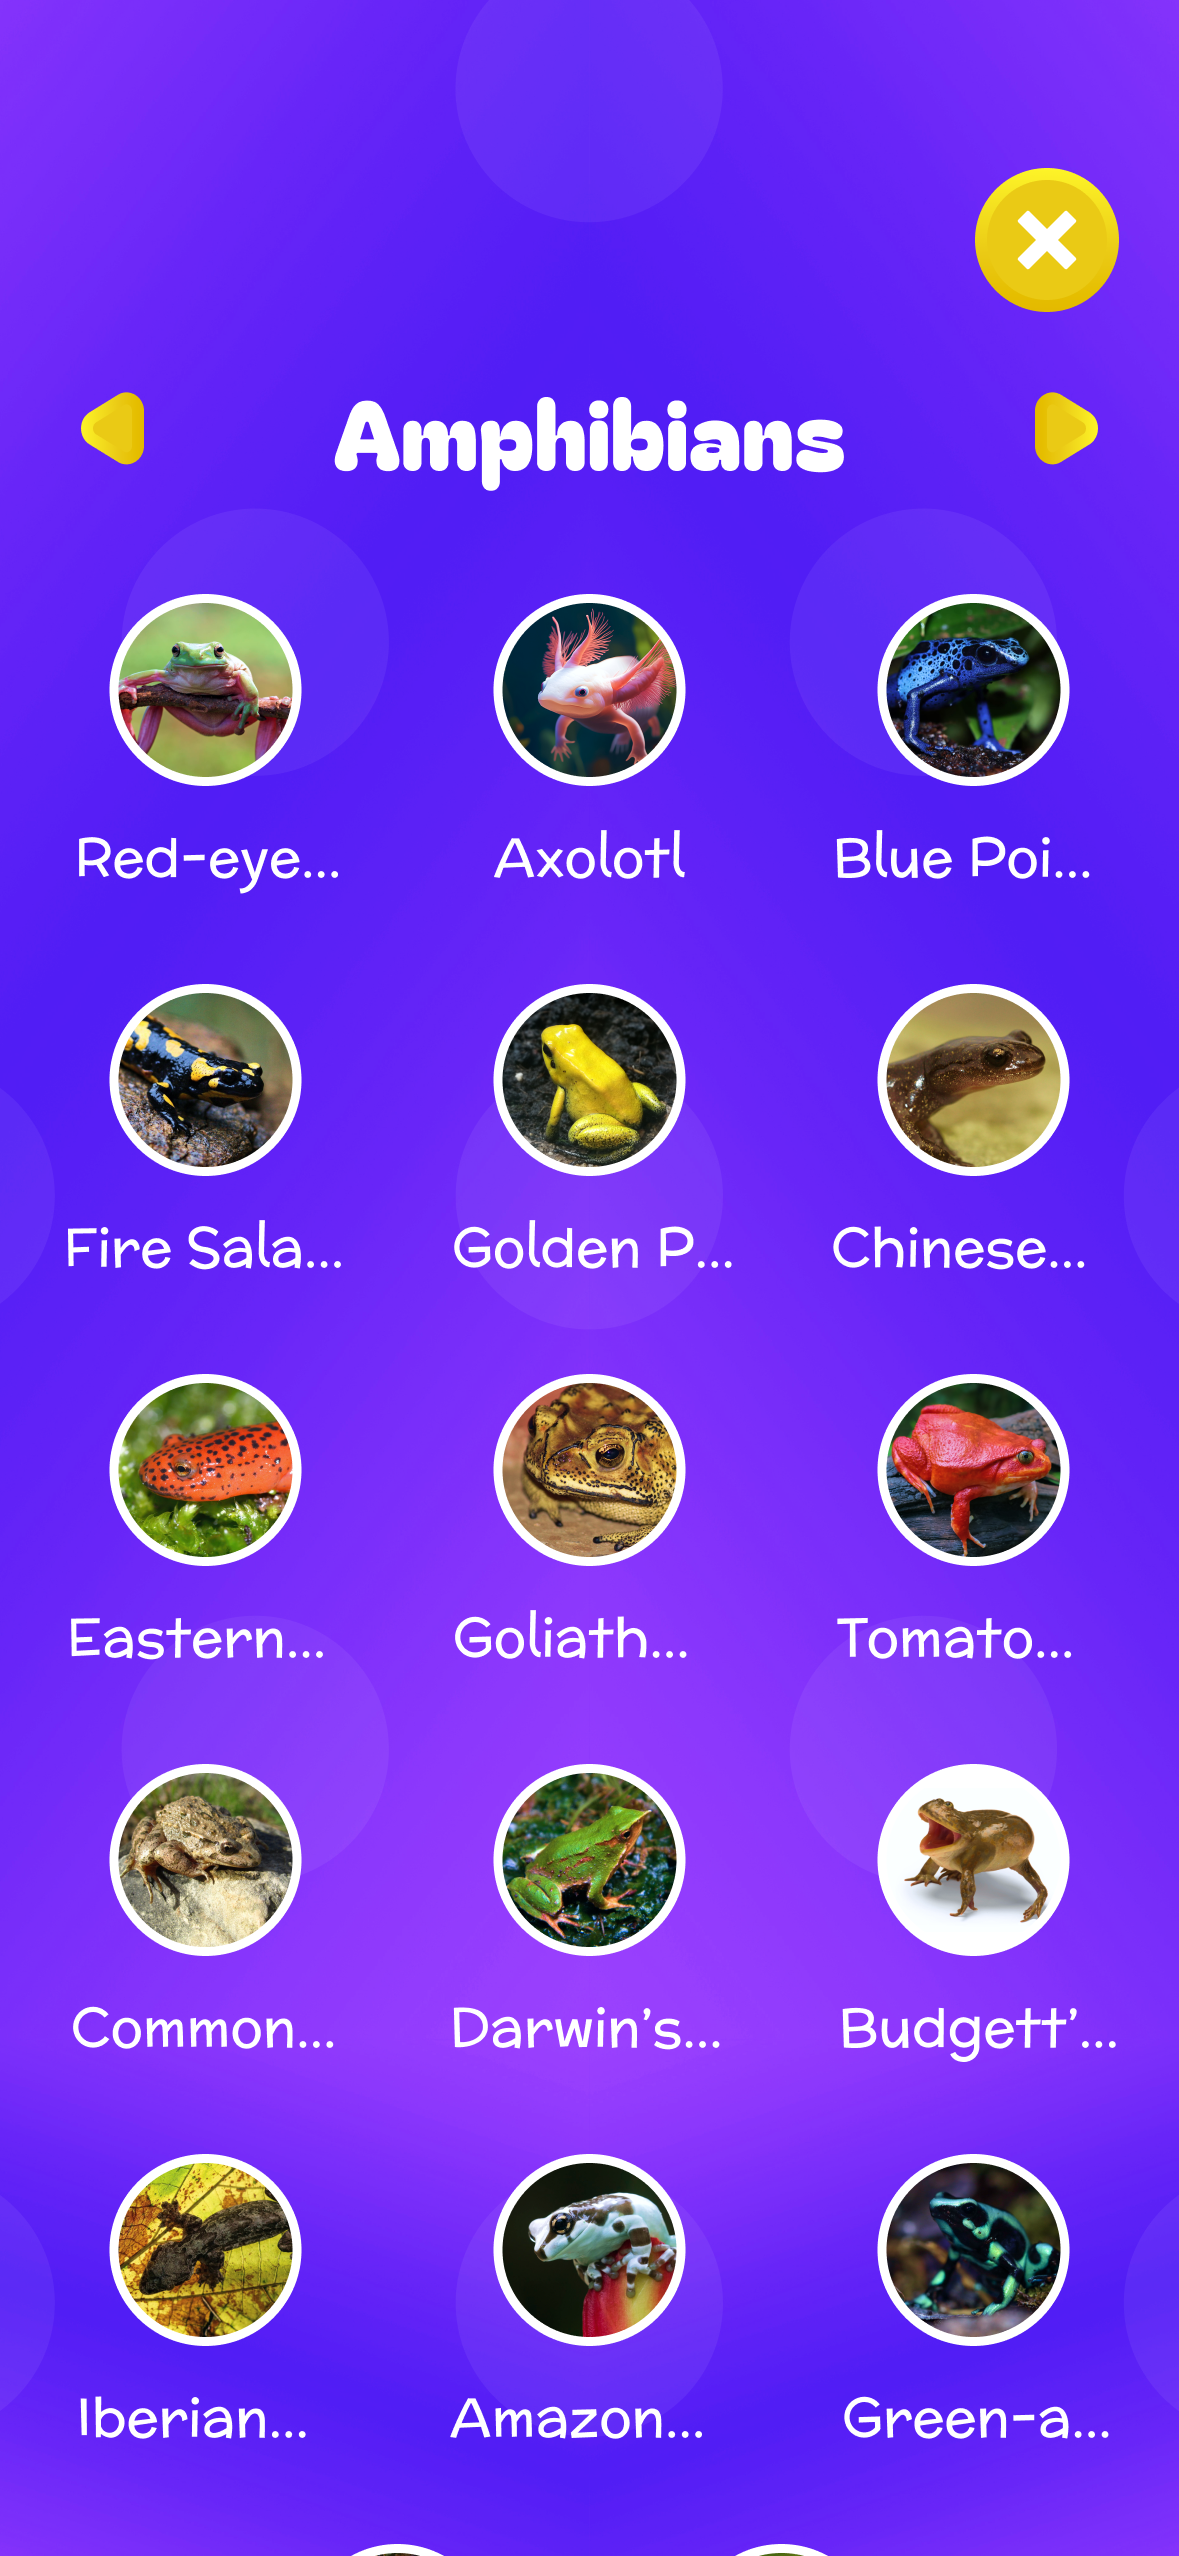 Amphibians
Red-eye...
Axolotl
Blue Poi...
Fire Sala...
Golden P...
Chinese...
Eastern...
Goliath...
Tomato...
Common...
Darwin's...
Budgett'...
Iberian...
Amazon...
Green-a...